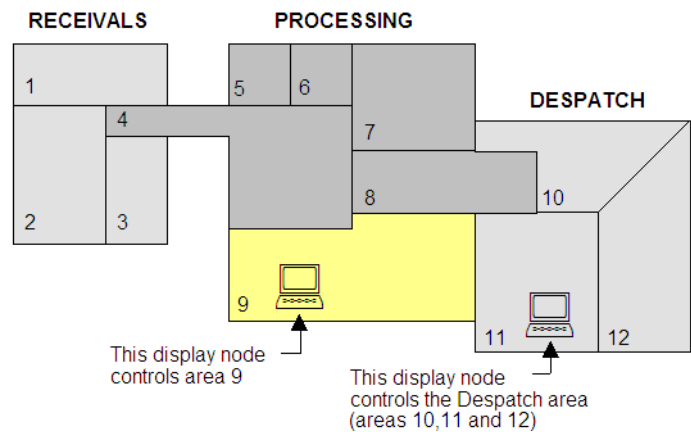 RECEIVALS
PROCESSING
DESPATCH
1
2
3
4
5
6
7
8
9
10
11
12
This display node
controls area 9
This display node
controls the Despatch area
(areas 10,11 and 12)